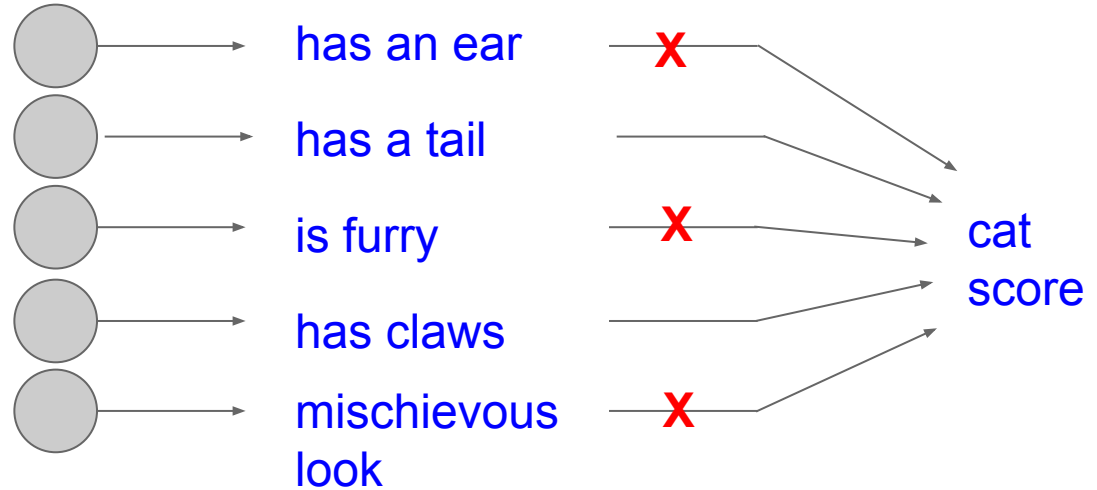 has an ear
X
has a tail
is furry
X
cat
score
has claws
mischievous
look
X